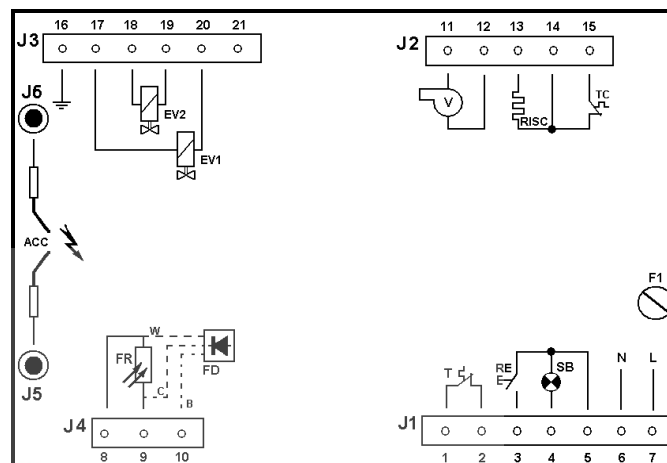 16 17 18 19 20 21
J3
11 12 13 14 15
J2
J6
EV2
V
RISC
TC
EV1
ACC
F1
W
FR
FD
C
B
J5
T
RE
SB
N
L
J4
8 9 10
J1
1 2 3 4 5 6 7